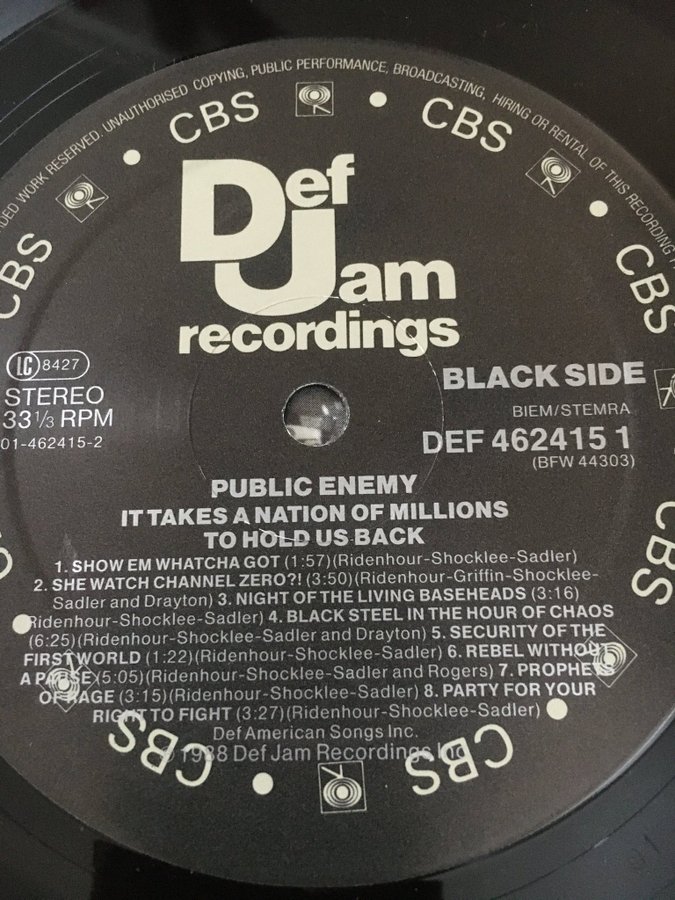 DED WORK RESERVED. UNAUTHORISED COPYING, PUBLIC PERFORMANCE, BROADCASTING, HIRING OR RENTAL OF THIS RECORDING
CBS
CBS
CBS
CBS
CBS
CBS
CBS
Def
Jam
recordings
LC 8427
STEREO
33 1/3 RPM
01-462415-2
BLACK SIDE
BIEM/STEMRA
DEF 462415 1
(BFW 44303)
PUBLIC ENEMY
IT TAKES A NATION OF MILLIONS
TO HOLD US BACK
1. SHOW EM WHATCHA GOT (1:57)(Ridenhour-Shocklee-Sadler)
2. SHE WATCH CHANNEL ZERO?! (3:50)(Ridenhour-Griffin-Shocklee-
Sadler and Drayton) 3. NIGHT OF THE LIVING BASEHEADS (3:16)
Ridenhour-Shocklee-Sadler) 4. BLACK STEEL IN THE HOUR OF CHAOS
(6:25)(Ridenhour-Shocklee-Sadler and Drayton) 5. SECURITY OF THE
FIRST WORLD (1:22)(Ridenhour-Shocklee-Sadler) 6. REBEL WITHOUT
A PAUSE (5:05)(Ridenhour-Shocklee-Sadler and Rogers) 7. PROPHETS
OF RAGE (3:15)(Ridenhour-Shocklee-Sadler) 8. PARTY FOR YOUR
RIGHT TO FIGHT (3:27)(Ridenhour-Shocklee-Sadler)
Def American Songs Inc.
1988 Def Jam Recordings Inc.